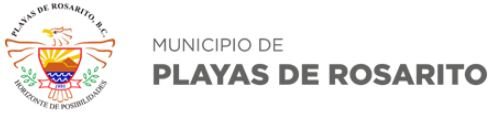 PLAYAS DE ROSARITO, B.C.
HORIZONTE DE POSIBILIDADES
MUNICIPIO DE
PLAYAS DE ROSARITO